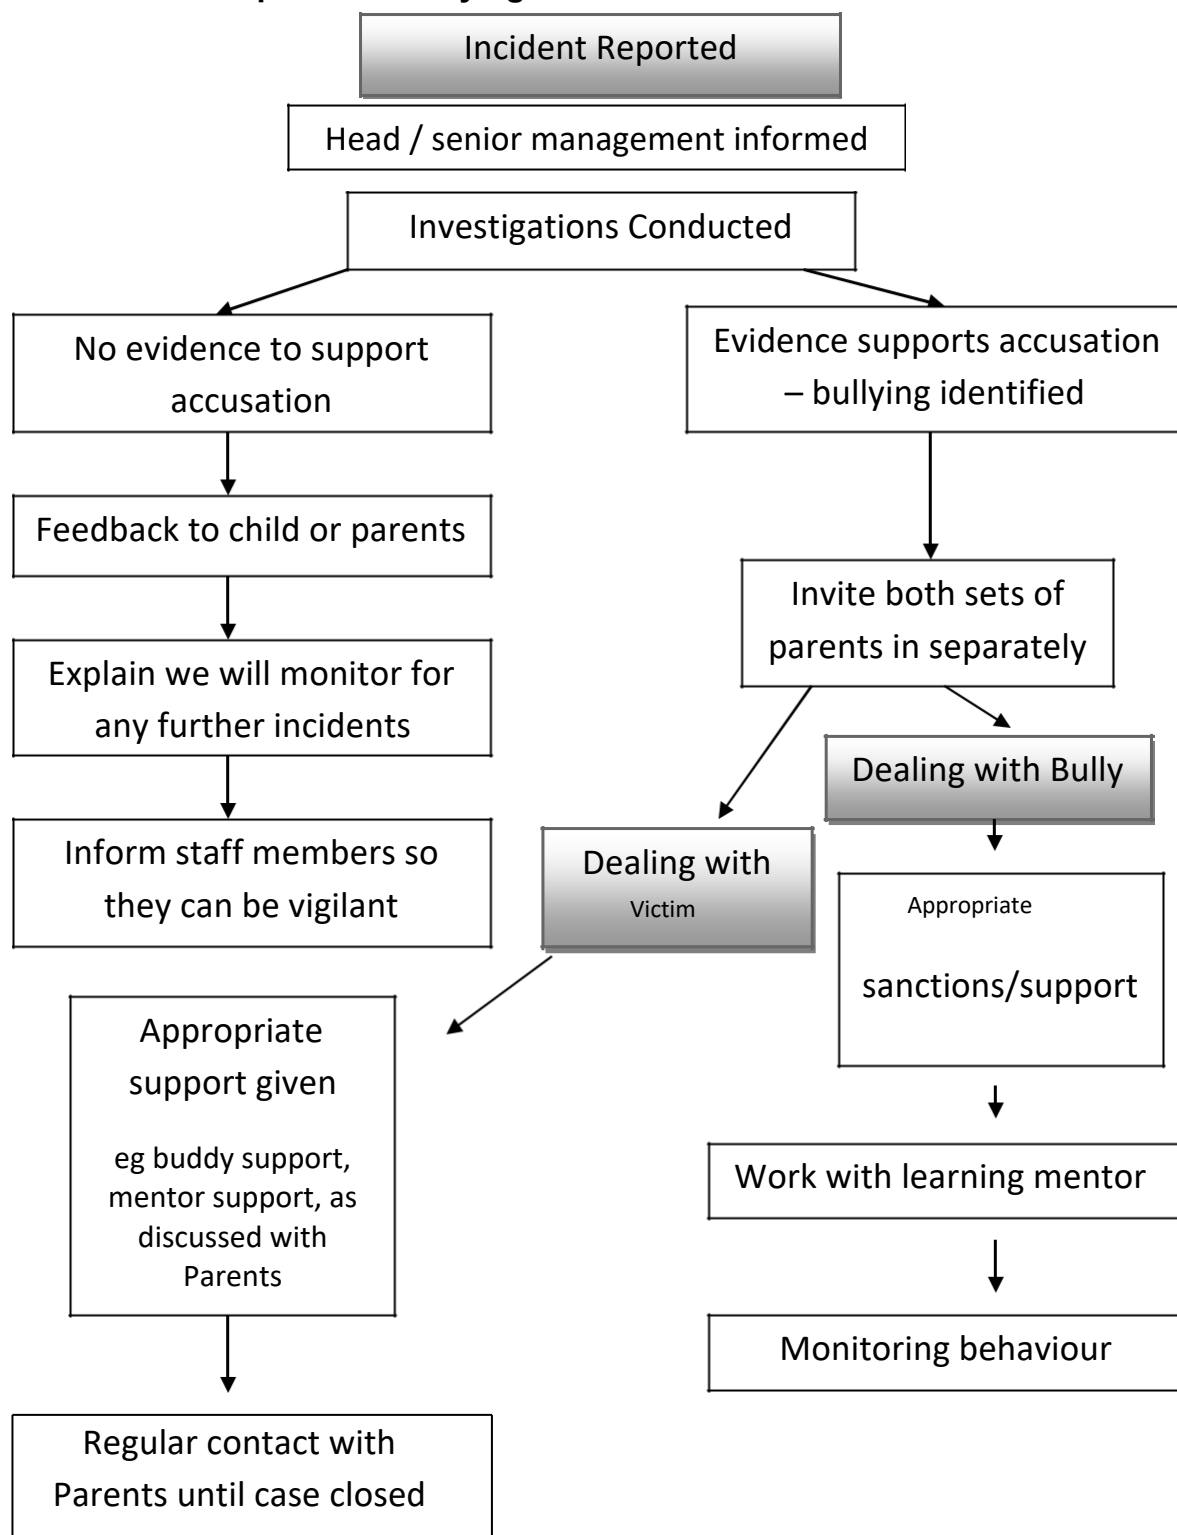 Incident Reported
Head / senior management informed
Investigations Conducted
No evidence to support
accusation
Evidence supports accusation
– bullying identified
Feedback to child or parents
Invite both sets of
parents in separately
Explain we will monitor for
any further incidents
Dealing with Bully
Inform staff members so
they can be vigilant
Dealing with
Victim
Appropriate
sanctions/support
Appropriate
support given
eg buddy support,
mentor support, as
discussed with
Parents
Work with learning mentor
Monitoring behaviour
Regular contact with
Parents until case closed